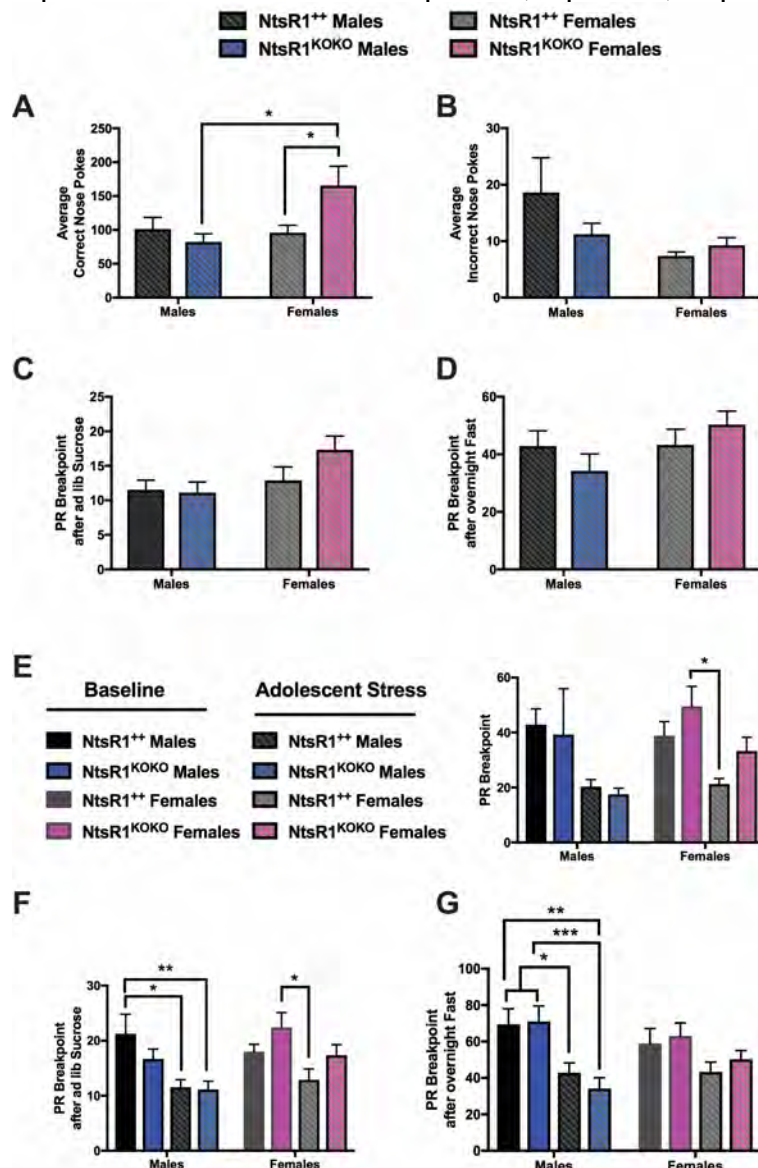 NtsR1++ Males NtsR1++ Females
NtsR1KOKO Males NtsR1KOKO Females
A
Average
Correct Nose Pokes
250
200
150
100
50
0
*
*
Males Females
B
Average
Incorrect Nose Pokes
30
20
10
0
Males Females
C
PR Breakpoint
after ad lib Sucrose
25
20
15
10
5
0
Males Females
D
PR Breakpoint
after overnight Fast
60
40
20
0
Males Females
E
Baseline Adolescent Stress
NtsR1++ Males NtsR1++ Males
NtsR1KOKO Males NtsR1KOKO Males
NtsR1++ Females NtsR1++ Females
NtsR1KOKO Females NtsR1KOKO Females
PR Breakpoint
60
40
20
0
*
Males Females
F
PR Breakpoint
after ad lib Sucrose
30
20
10
0
**
*
*
Males Females
G
PR Breakpoint
after overnight Fast
100
80
60
40
20
0
**
***
*
Males Females